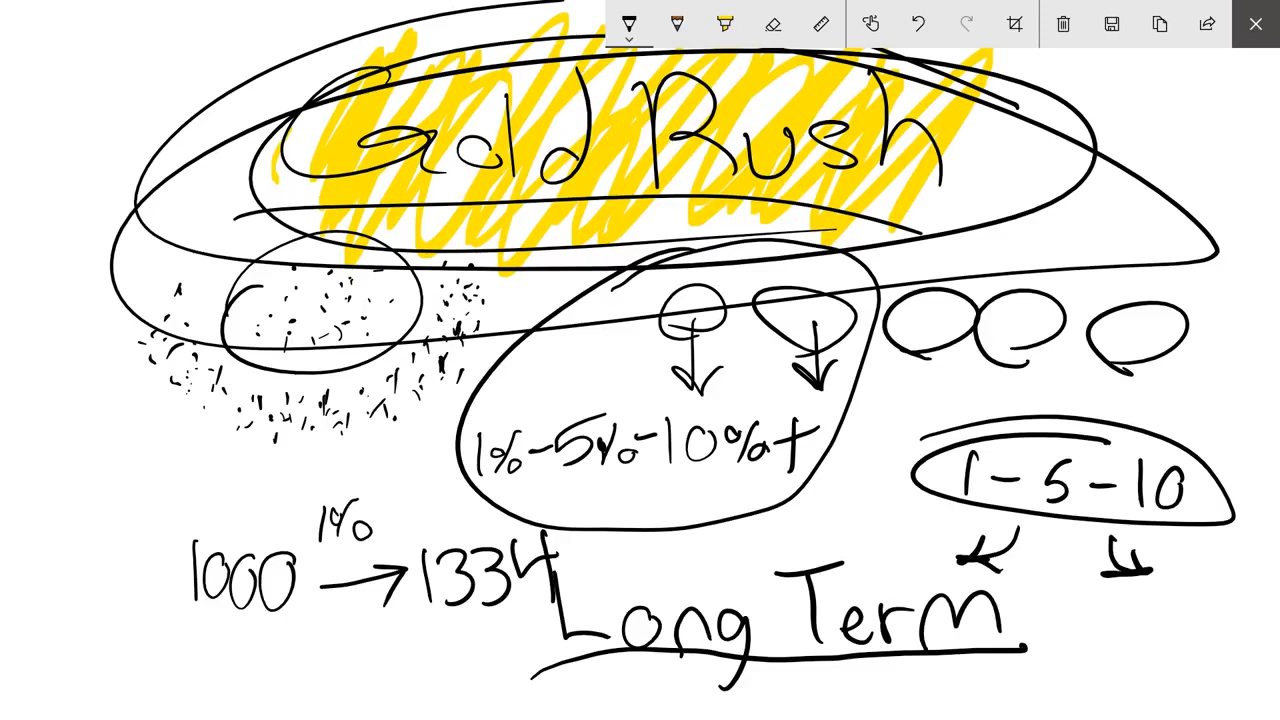 Gold Rush
1%-5%-10%+
1-5-10
1%
1000 → 1334
Long Term